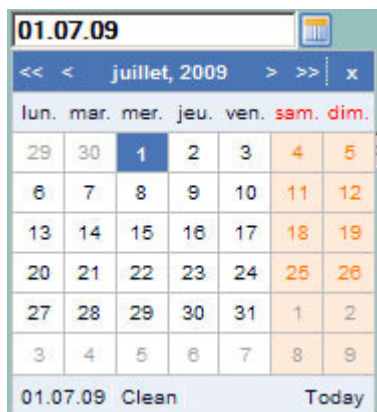 01.07.09
<< < juillet, 2009 > >> x
lun. mar. mer. jeu. ven. sam. dim.
29 30 1 2 3 4 5
6 7 8 9 10 11 12
13 14 15 16 17 18 19
20 21 22 23 24 25 26
27 28 29 30 31 1 2
3 4 5 6 7 8 9
01.07.09 Clean Today